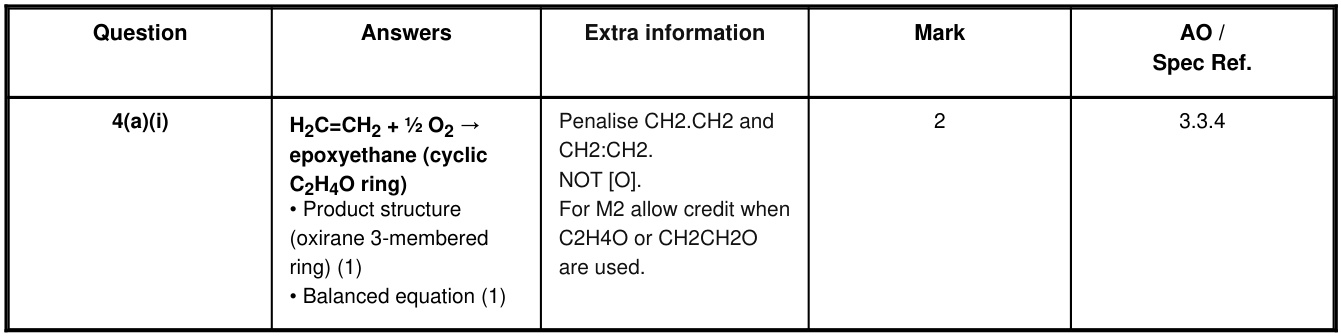 Question Answers Extra information Mark AO /
Spec Ref.
4(a)(i)
H₂C=CH₂ + ½ O₂ →
epoxyethane (cyclic
C₂H₄O ring)
• Product structure
(oxirane 3-membered
ring) (1)
• Balanced equation (1)
Penalise CH2.CH2 and
CH2:CH2.
NOT [O].
For M2 allow credit when
C2H4O or CH2CH2O
are used.
2
3.3.4